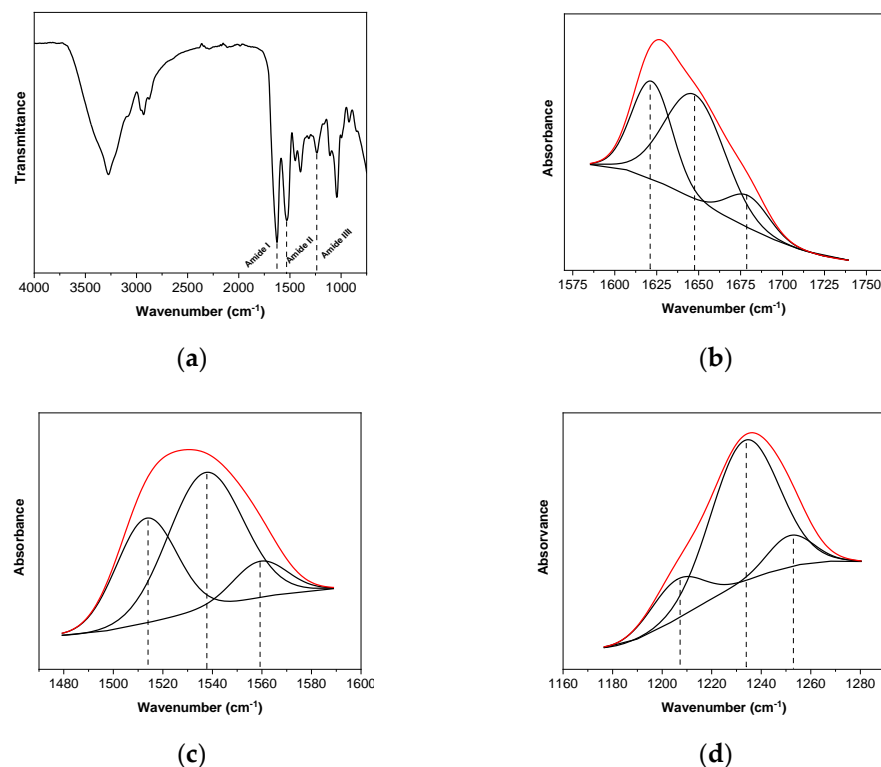 Transmittance
Amide I
Amide II
Amide IIII
4000 3500 3000 2500 2000 1500 1000
Wavenumber (cm⁻¹)
(a)
Absorbance
1575 1600 1625 1650 1675 1700 1725 1750
Wavenumber (cm⁻¹)
(b)
Absorbance
1480 1500 1520 1540 1560 1580 1600
Wavenumber (cm⁻¹)
(c)
Absorvance
1160 1180 1200 1220 1240 1260 1280
Wavenumber (cm⁻¹)
(d)